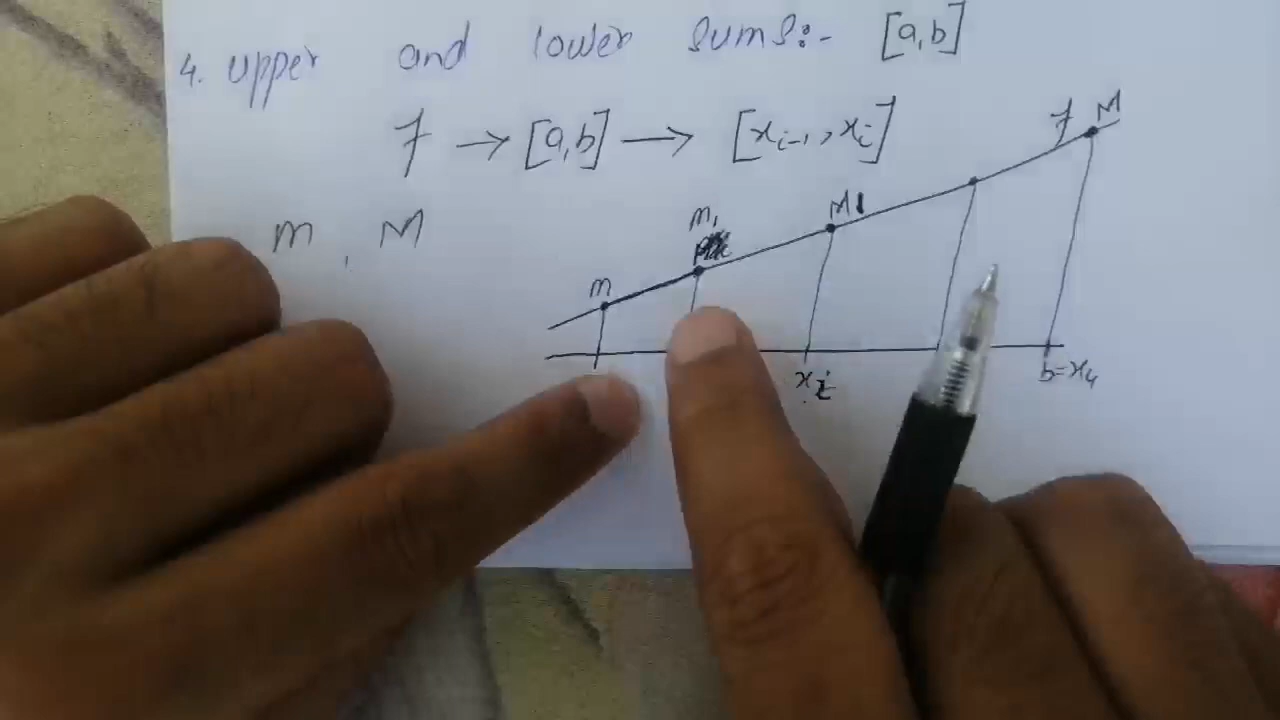 4. Upper and lower sums:- [a,b]
f → [a,b] → [xi-1, xi]
f M
m, M
m1
M1
m
xi
b=x4